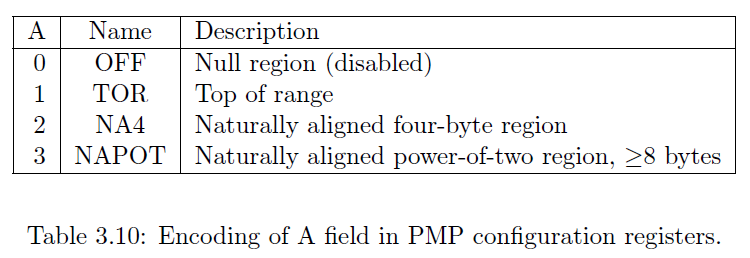 A Name Description
0 OFF Null region (disabled)
1 TOR Top of range
2 NA4 Naturally aligned four-byte region
3 NAPOT Naturally aligned power-of-two region, ≥8 bytes
Table 3.10: Encoding of A field in PMP configuration registers.